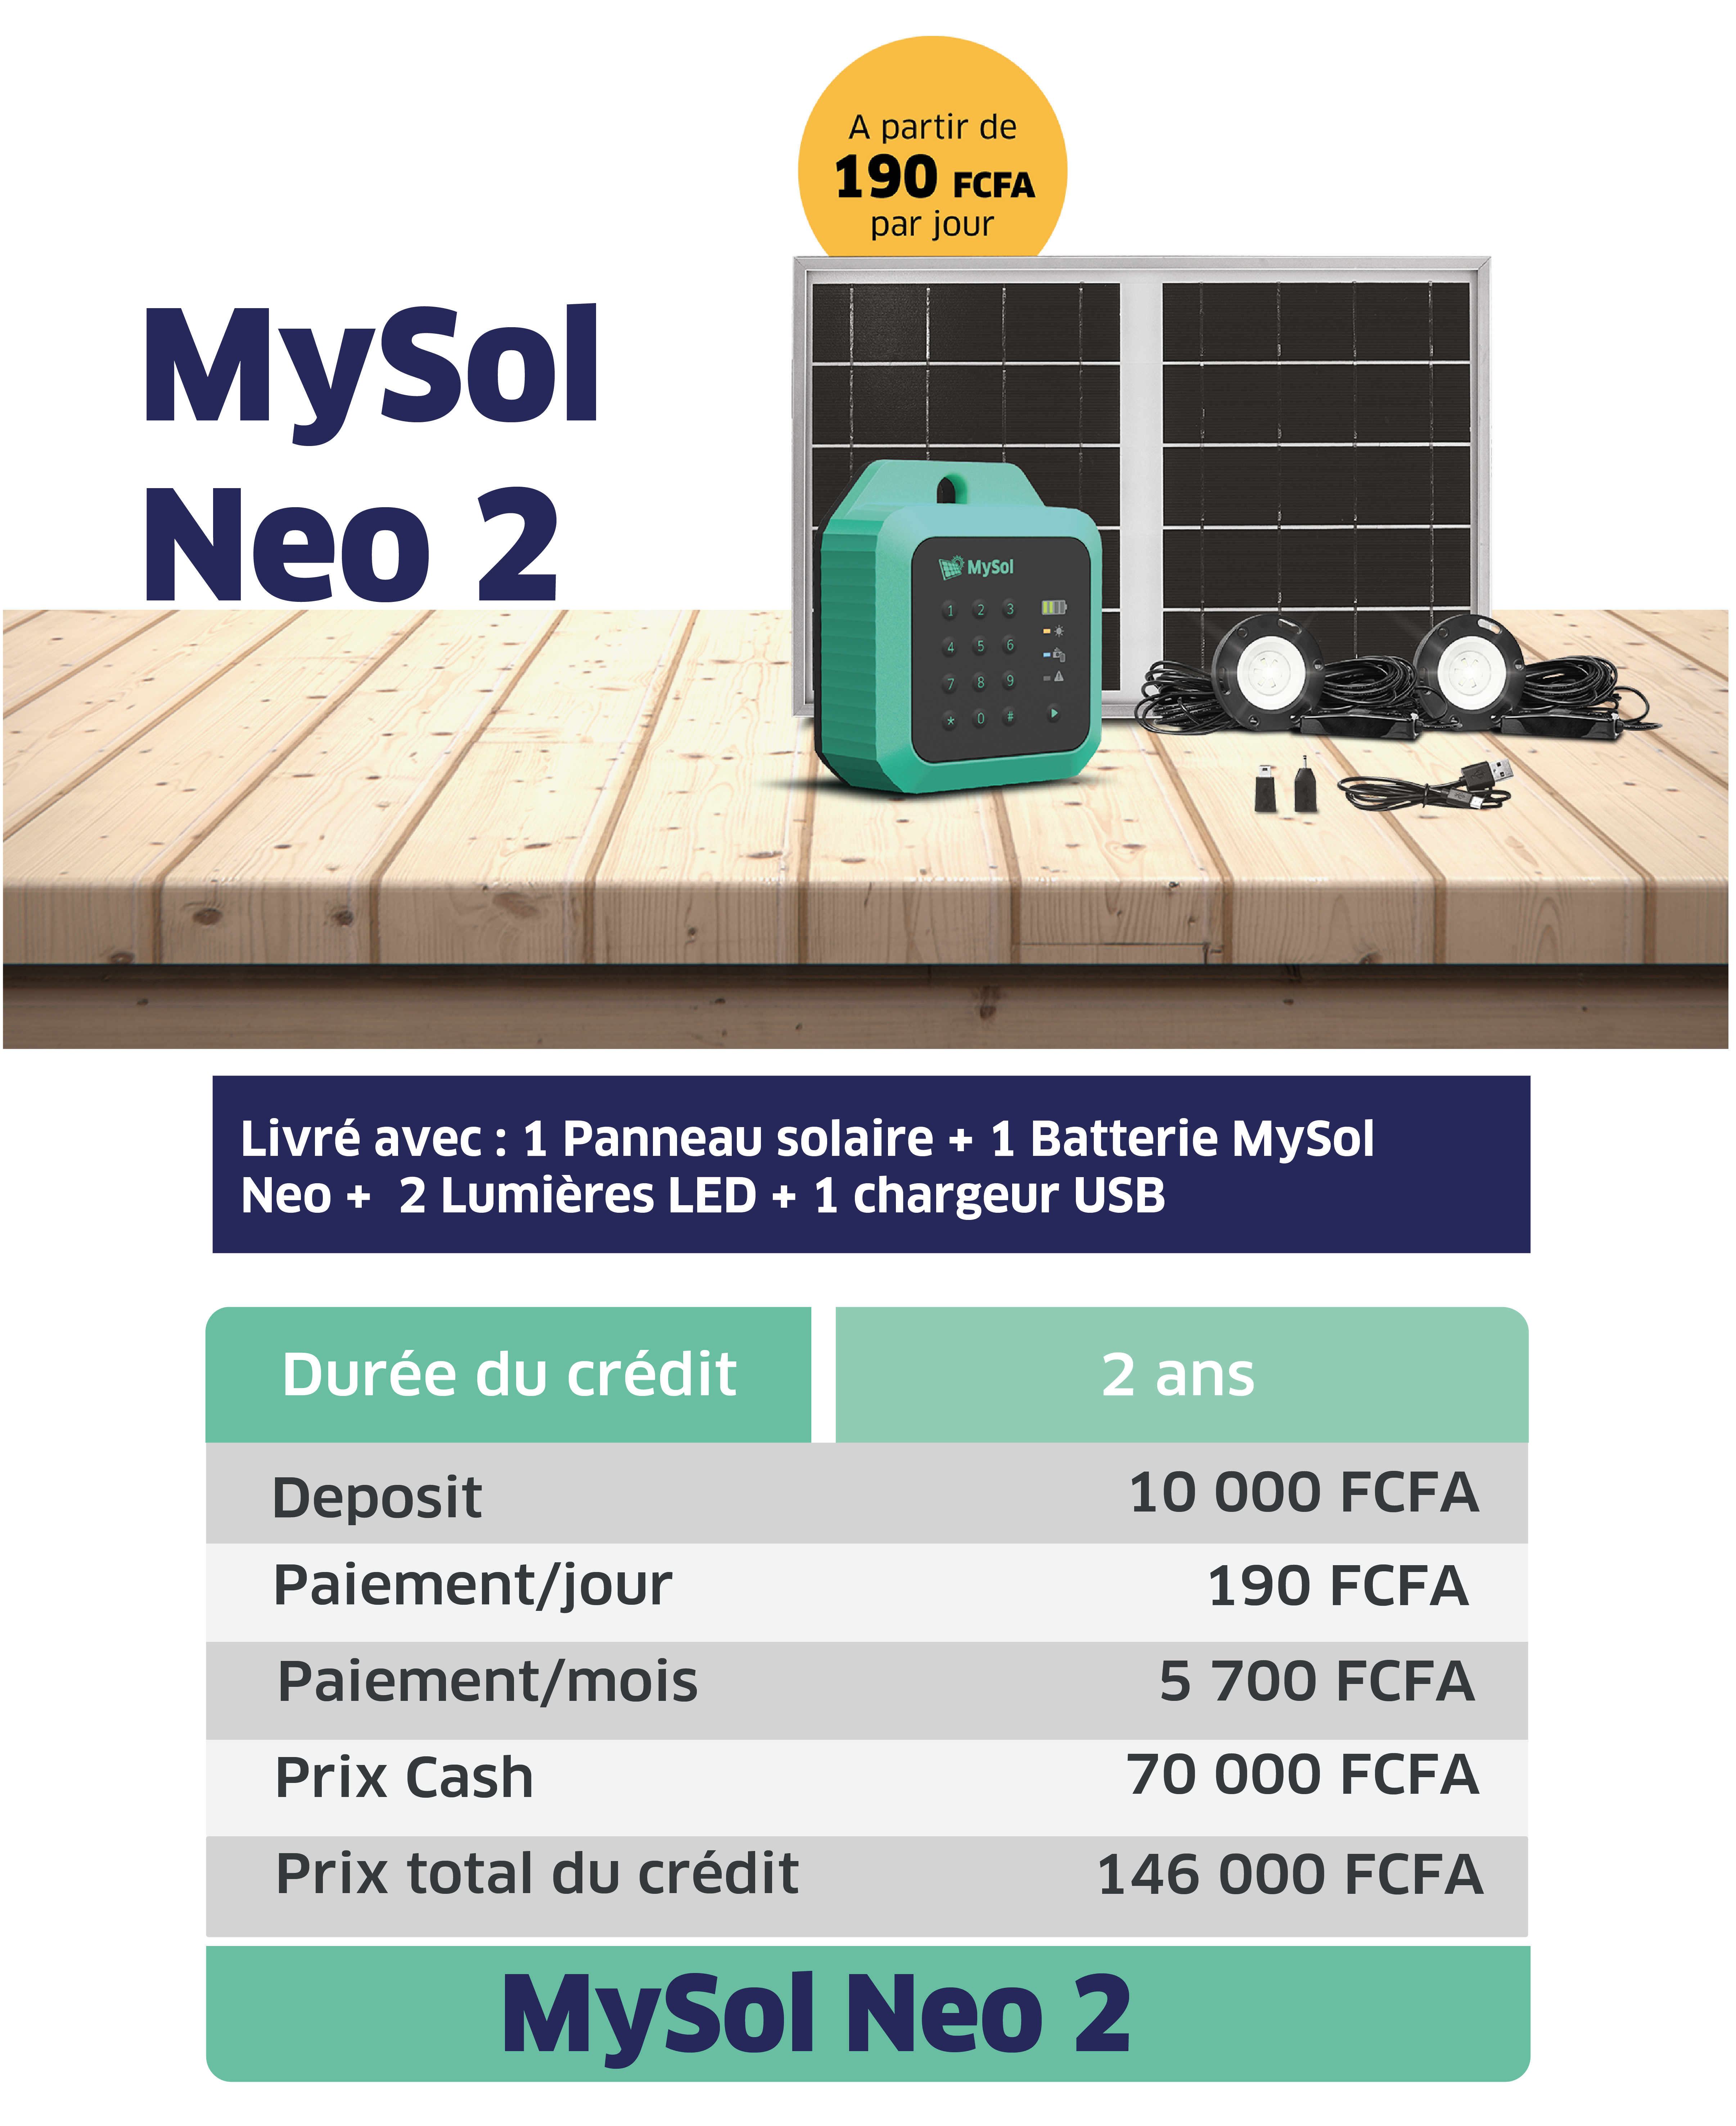 A partir de
190 FCFA
par jour
MySol
Neo 2
MySol
1 2 3
4 5 6
7 8 9
* 0 #
Livré avec : 1 Panneau solaire + 1 Batterie MySol
Neo + 2 Lumières LED + 1 chargeur USB
Durée du crédit 2 ans
Deposit 10 000 FCFA
Paiement/jour 190 FCFA
Paiement/mois 5 700 FCFA
Prix Cash 70 000 FCFA
Prix total du crédit 146 000 FCFA
MySol Neo 2